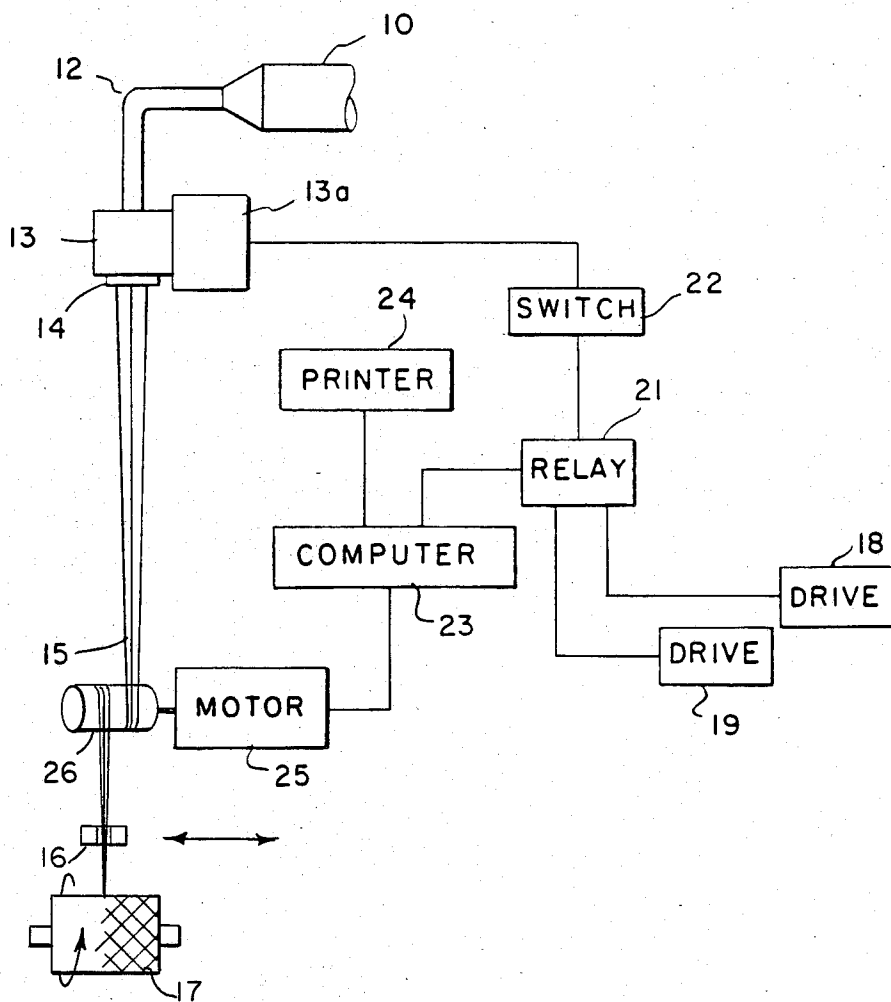 10
12
13a
13
14
SWITCH
22
24
PRINTER
21
RELAY
COMPUTER
23
18
DRIVE
DRIVE
19
15
MOTOR
25
26
16
17